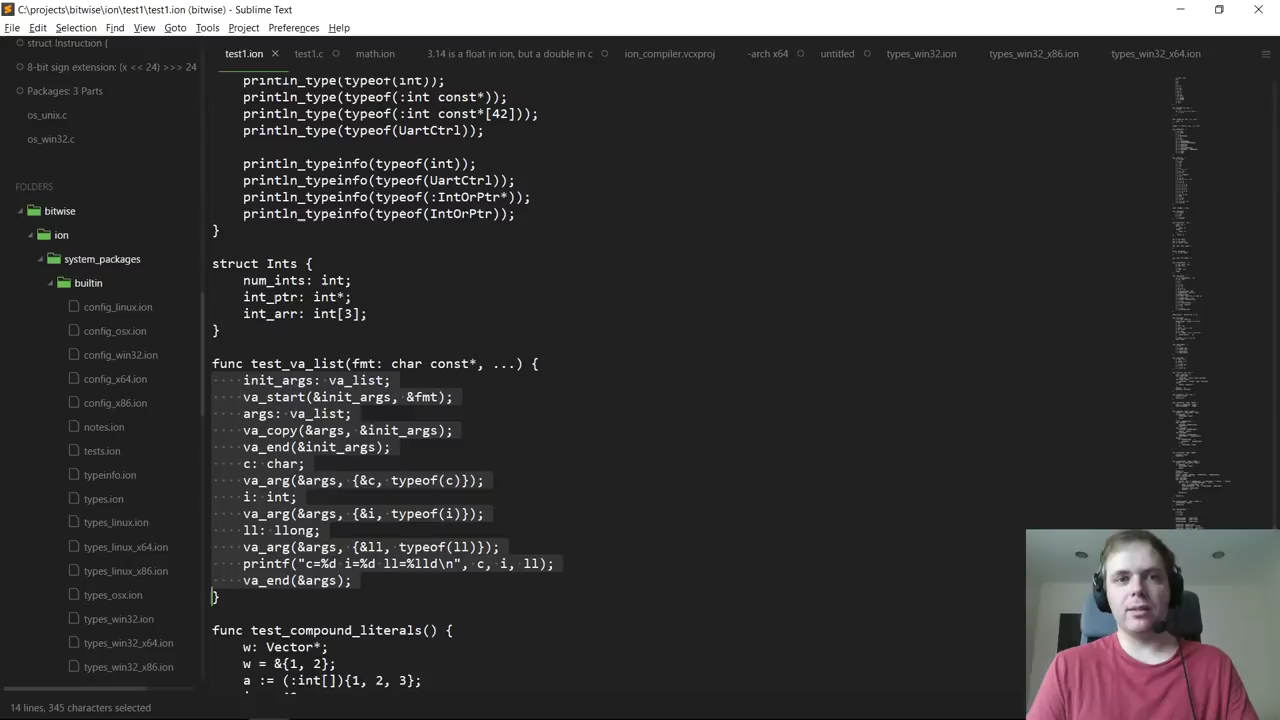 C:\projects\bitwise\ion\test1\test1.ion (bitwise) - Sublime Text
File Edit Selection Find View Goto Tools Project Preferences Help
struct Instruction {
8-bit sign extension: (x << 24) >>> 24
Packages: 3 Parts
os_unix.c
os_win32.c
FOLDERS
bitwise
ion
system_packages
builtin
config_linux.ion
config_osx.ion
config_win32.ion
config_x64.ion
config_x86.ion
notes.ion
tests.ion
typeinfo.ion
types.ion
types_linux.ion
types_linux_x64.ion
types_linux_x86.ion
types_osx.ion
types_win32.ion
types_win32_x64.ion
types_win32_x86.ion
test1.ion test1.c math.ion 3.14 is a float in ion, but a double in c ion_compiler.vcxproj -arch x64 untitled types_win32.ion types_win32_x86.ion types_win32_x64.ion
println_type(typeof(int));
println_type(typeof(:int const*));
println_type(typeof(:int const*[42]));
println_type(typeof(UartCtrl));
println_typeinfo(typeof(int));
println_typeinfo(typeof(UartCtrl));
println_typeinfo(typeof(:IntOrPtr*));
println_typeinfo(typeof(IntOrPtr));
}
struct Ints {
num_ints: int;
int_ptr: int*;
int_arr: int[3];
}
func test_va_list(fmt: char const*, ...) {
init_args: va_list;
va_start(&init_args, &fmt);
args: va_list;
va_copy(&args, &init_args);
va_end(&init_args);
c: char;
va_arg(&args, {&c, typeof(c)});
i: int;
va_arg(&args, {&i, typeof(i)});
ll: llong;
va_arg(&args, {&ll, typeof(ll)});
printf("c=%d i=%d ll=%lld\n", c, i, ll);
va_end(&args);
}
func test_compound_literals() {
w: Vector*;
w = &{1, 2};
a := (:int[]){1, 2, 3};
14 lines, 345 characters selected